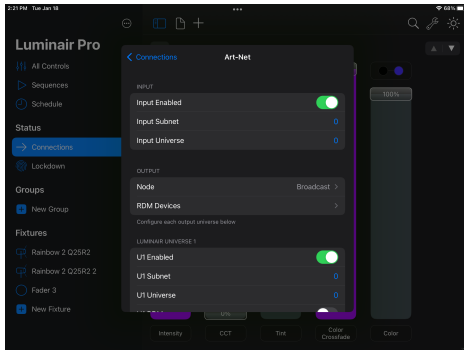 2:21 PM Tue Jan 18
68%
Luminair Pro
All Controls
Sequences
Schedule
Status
Connections
Lockdown
Groups
New Group
Fixtures
Rainbow 2 Q25R2
Rainbow 2 Q25R2 2
Fader 3
New Fixture
Connections
Art-Net
INPUT
Input Enabled
Input Subnet 0
Input Universe 0
OUTPUT
Node Broadcast
RDM Devices
Configure each output universe below
LUMINAIR UNIVERSE 1
U1 Enabled
U1 Subnet 0
U1 Universe 0
100%
0%
Intensity
CCT
Tint
Color
Crossfade
Color